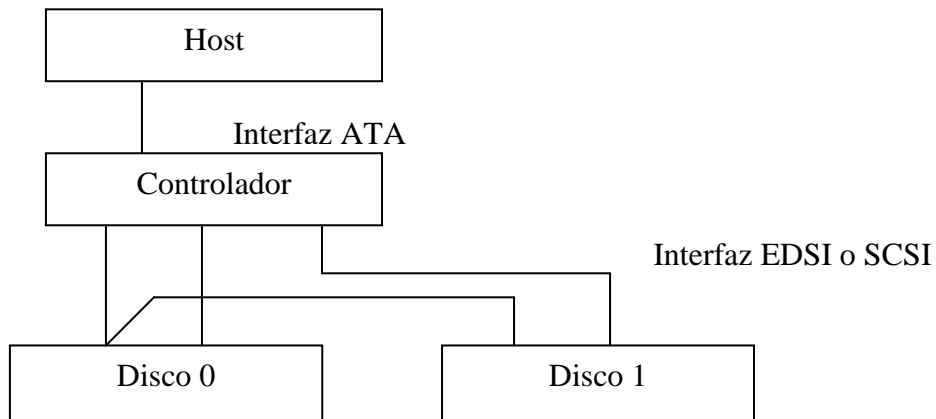 Host
Interfaz ATA
Controlador
Interfaz EDSI o SCSI
Disco 0
Disco 1